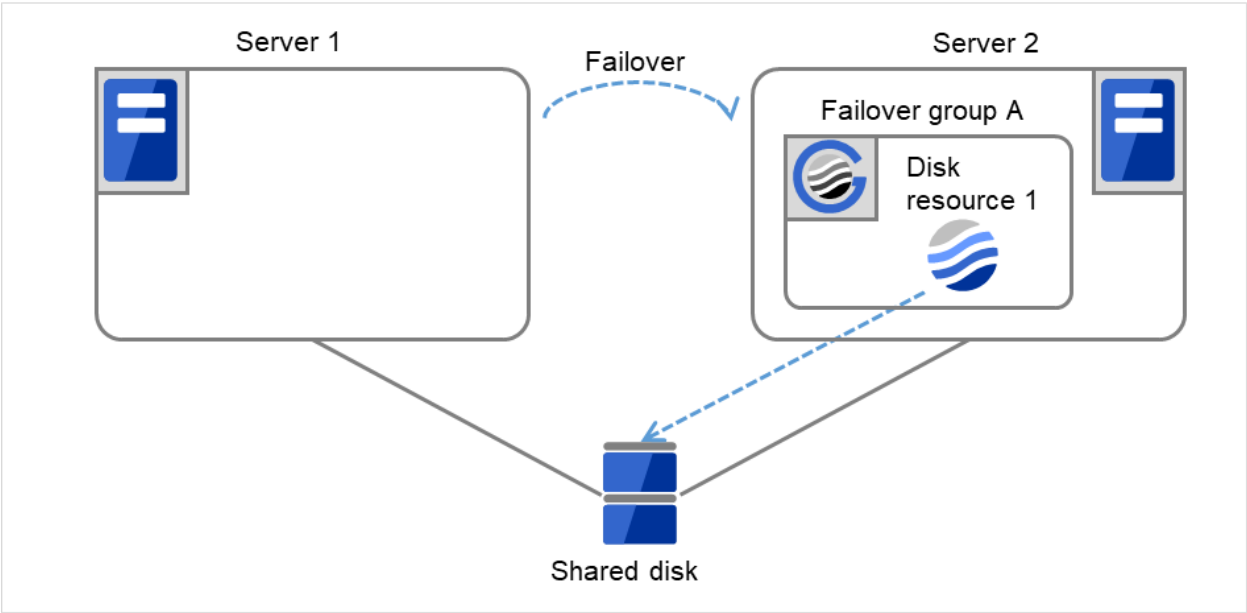 Server 1
Failover
Server 2
Failover group A
Disk
resource 1
Shared disk